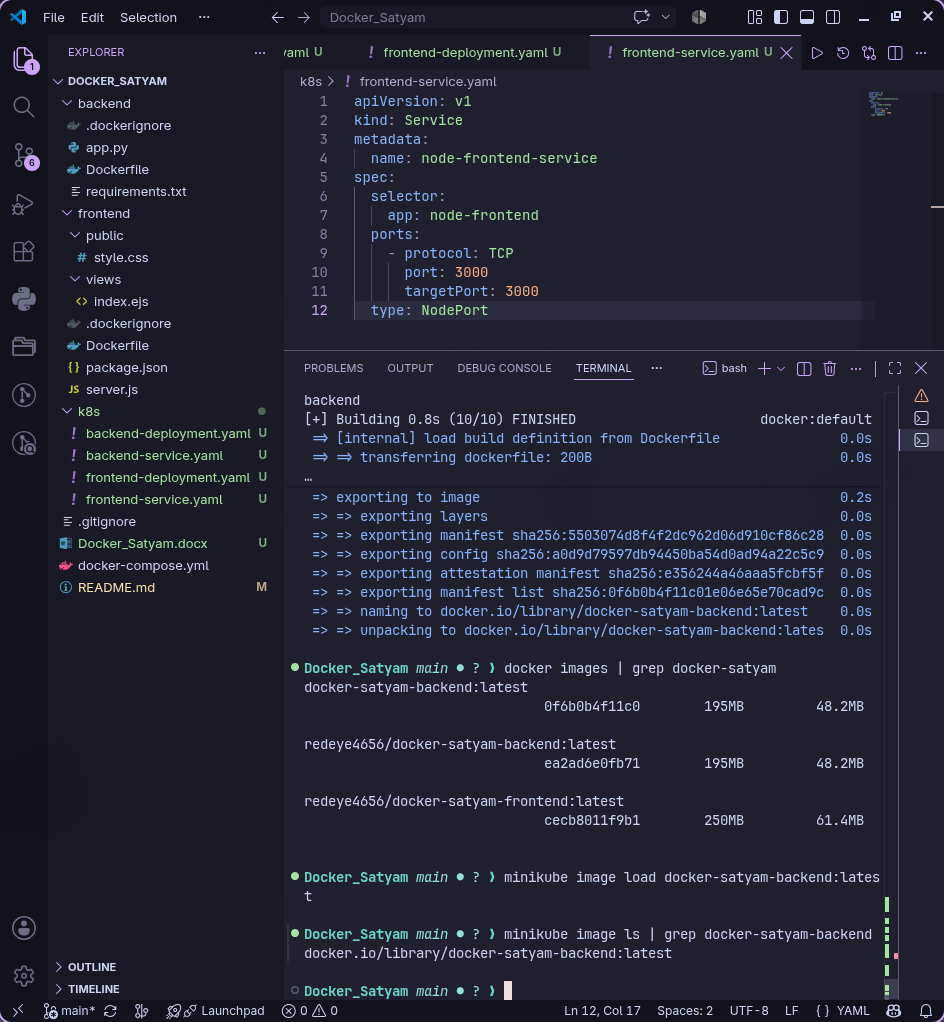 File Edit Selection ··· Docker_Satyam
EXPLORER ···
DOCKER_SATYAM
backend
.dockerignore
app.py
Dockerfile
requirements.txt
frontend
public
# style.css
views
<> index.ejs
.dockerignore
Dockerfile
{} package.json
JS server.js
k8s
! backend-deployment.yaml U
! backend-service.yaml U
! frontend-deployment.yaml U
! frontend-service.yaml U
.gitignore
Docker_Satyam.docx U
docker-compose.yml
README.md M
OUTLINE
TIMELINE
1
6
yaml U ! frontend-deployment.yaml U ! frontend-service.yaml U
k8s > ! frontend-service.yaml
1 apiVersion: v1
2 kind: Service
3 metadata:
4   name: node-frontend-service
5 spec:
6   selector:
7     app: node-frontend
8   ports:
9     - protocol: TCP
10       port: 3000
11       targetPort: 3000
12   type: NodePort
PROBLEMS OUTPUT DEBUG CONSOLE TERMINAL ··· bash
backend
[+] Building 0.8s (10/10) FINISHED docker:default
=> [internal] load build definition from Dockerfile 0.0s
=> => transferring dockerfile: 200B 0.0s
…
=> exporting to image 0.2s
=> => exporting layers 0.0s
=> => exporting manifest sha256:5503074d8f4f2dc962d06d910cf86c28 0.0s
=> => exporting config sha256:a0d9d79597db94450ba54d0ad94a22c5c9 0.0s
=> => exporting attestation manifest sha256:e356244a46aaa5fcbf5f 0.0s
=> => exporting manifest list sha256:0f6b0b4f11c01e06e65e70cad9c 0.0s
=> => naming to docker.io/library/docker-satyam-backend:latest 0.0s
=> => unpacking to docker.io/library/docker-satyam-backend:lates 0.0s
Docker_Satyam main ● ? ❯ docker images | grep docker-satyam
docker-satyam-backend:latest
0f6b0b4f11c0 195MB 48.2MB
redeye4656/docker-satyam-backend:latest
ea2ad6e0fb71 195MB 48.2MB
redeye4656/docker-satyam-frontend:latest
cecb8011f9b1 250MB 61.4MB
Docker_Satyam main ● ? ❯ minikube image load docker-satyam-backend:lates
t
Docker_Satyam main ● ? ❯ minikube image ls | grep docker-satyam-backend
docker.io/library/docker-satyam-backend:latest
Docker_Satyam main ● ? ❯
main* Launchpad 0 0 Ln 12, Col 17 Spaces: 2 UTF-8 LF {} YAML